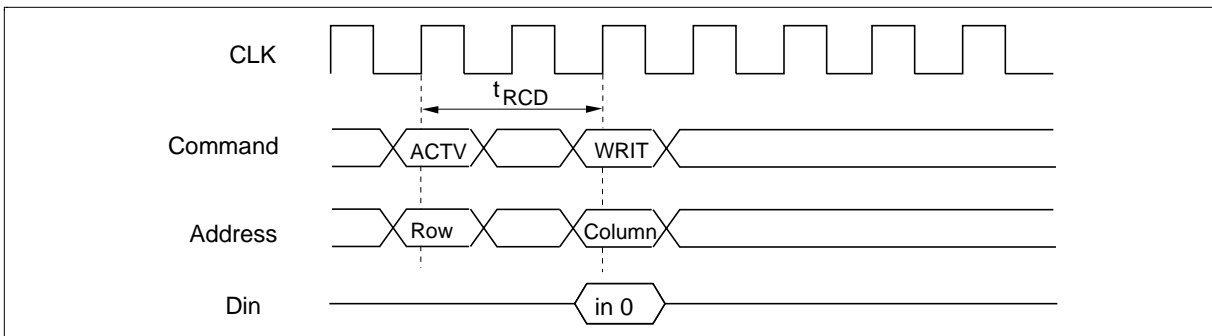 CLK
tRCD
Command ACTV WRIT
Address Row Column
Din in 0